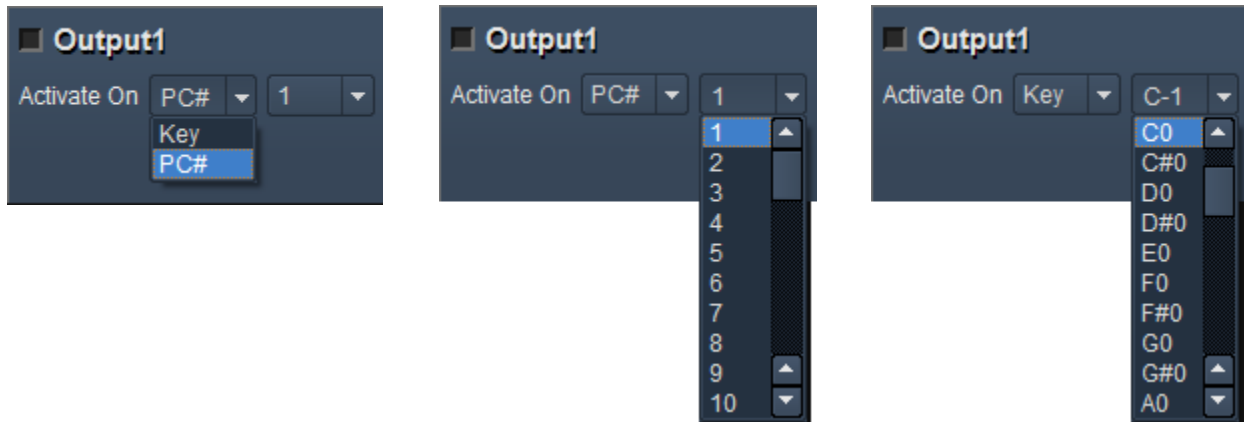 Output1
Activate On PC# 1
Key
PC#
Output1
Activate On PC# 1
1
2
3
4
5
6
7
8
9
10
Output1
Activate On Key C-1
C0
C#0
D0
D#0
E0
F0
F#0
G0
G#0
A0